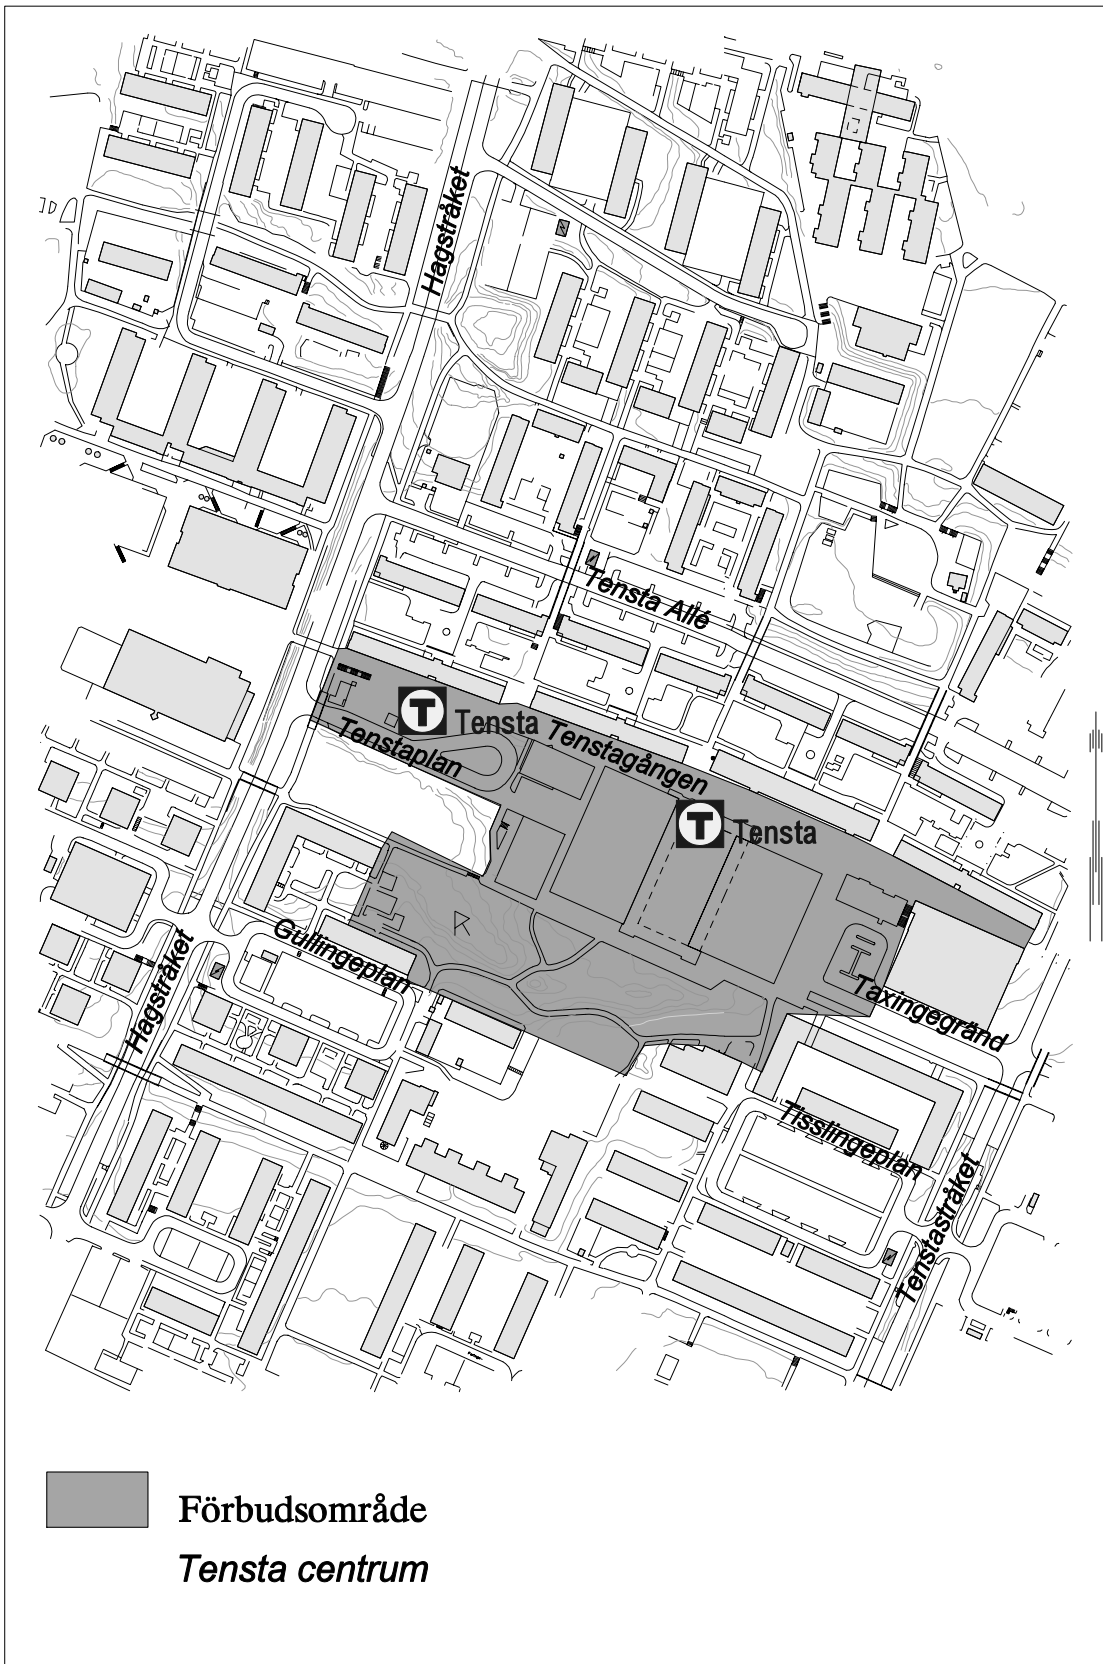 Hagstråket
Tensta Allé
T Tensta
Tenstaplan
Tenstagången
T Tensta
Gullingeplan
Hagstråket
Taxingegränd
Tisslingeplan
Tenstastråket
Förbudsområde
Tensta centrum